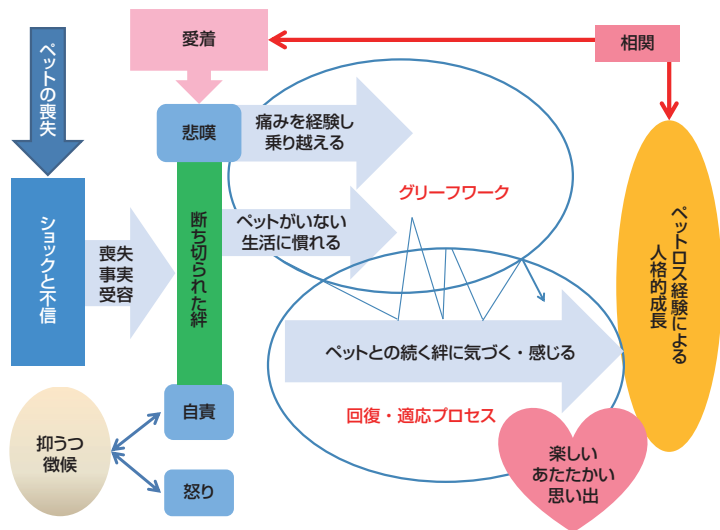 愛着
相関
ペットの喪失
悲嘆
痛みを経験し
乗り越える
グリーフワーク
ショックと不信
喪失
事実
受容
断ち切られた絆
ペットがいない
生活に慣れる
ペットロス経験による
人格的成長
ペットとの続く絆に気づく・感じる
自責
回復・適応プロセス
抑うつ
徴候
怒り
楽しい
あたたかい
思い出